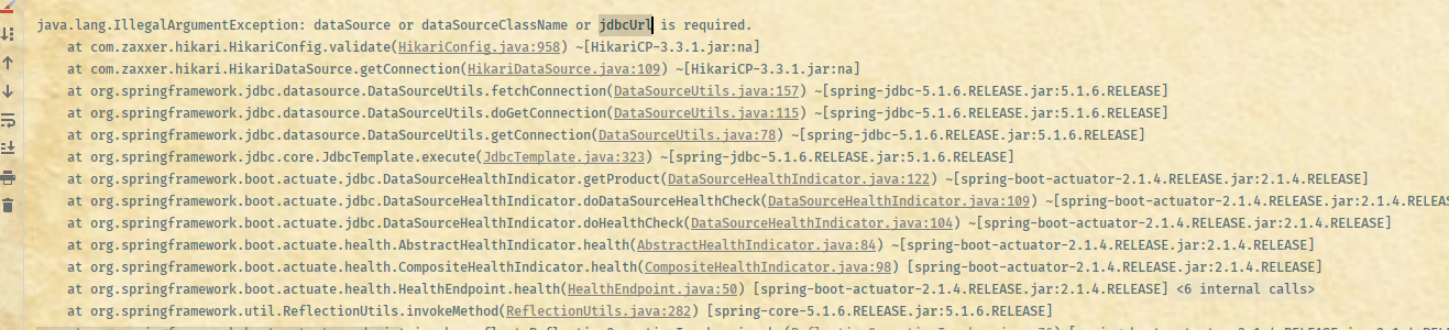 java.lang.IllegalArgumentException: dataSource or dataSourceClassName or jdbcUrl is required.
at com.zaxxer.hikari.HikariConfig.validate(HikariConfig.java:958) ~[HikariCP-3.3.1.jar:na]
at com.zaxxer.hikari.HikariDataSource.getConnection(HikariDataSource.java:109) ~[HikariCP-3.3.1.jar:na]
at org.springframework.jdbc.datasource.DataSourceUtils.fetchConnection(DataSourceUtils.java:157) ~[spring-jdbc-5.1.6.RELEASE.jar:5.1.6.RELEASE]
at org.springframework.jdbc.datasource.DataSourceUtils.doGetConnection(DataSourceUtils.java:115) ~[spring-jdbc-5.1.6.RELEASE.jar:5.1.6.RELEASE]
at org.springframework.jdbc.datasource.DataSourceUtils.getConnection(DataSourceUtils.java:78) ~[spring-jdbc-5.1.6.RELEASE.jar:5.1.6.RELEASE]
at org.springframework.jdbc.core.JdbcTemplate.execute(JdbcTemplate.java:323) ~[spring-jdbc-5.1.6.RELEASE.jar:5.1.6.RELEASE]
at org.springframework.boot.actuate.jdbc.DataSourceHealthIndicator.getProduct(DataSourceHealthIndicator.java:122) ~[spring-boot-actuator-2.1.4.RELEASE.jar:2.1.4.RELEASE]
at org.springframework.boot.actuate.jdbc.DataSourceHealthIndicator.doDataSourceHealthCheck(DataSourceHealthIndicator.java:109) ~[spring-boot-actuator-2.1.4.RELEASE.jar:2.1.4.RELEAS
at org.springframework.boot.actuate.jdbc.DataSourceHealthIndicator.doHealthCheck(DataSourceHealthIndicator.java:104) ~[spring-boot-actuator-2.1.4.RELEASE.jar:2.1.4.RELEASE]
at org.springframework.boot.actuate.health.AbstractHealthIndicator.health(AbstractHealthIndicator.java:84) ~[spring-boot-actuator-2.1.4.RELEASE.jar:2.1.4.RELEASE]
at org.springframework.boot.actuate.health.CompositeHealthIndicator.health(CompositeHealthIndicator.java:98) [spring-boot-actuator-2.1.4.RELEASE.jar:2.1.4.RELEASE]
at org.springframework.boot.actuate.health.HealthEndpoint.health(HealthEndpoint.java:50) [spring-boot-actuator-2.1.4.RELEASE.jar:2.1.4.RELEASE] <6 internal calls>
at org.springframework.util.ReflectionUtils.invokeMethod(ReflectionUtils.java:282) [spring-core-5.1.6.RELEASE.jar:5.1.6.RELEASE]